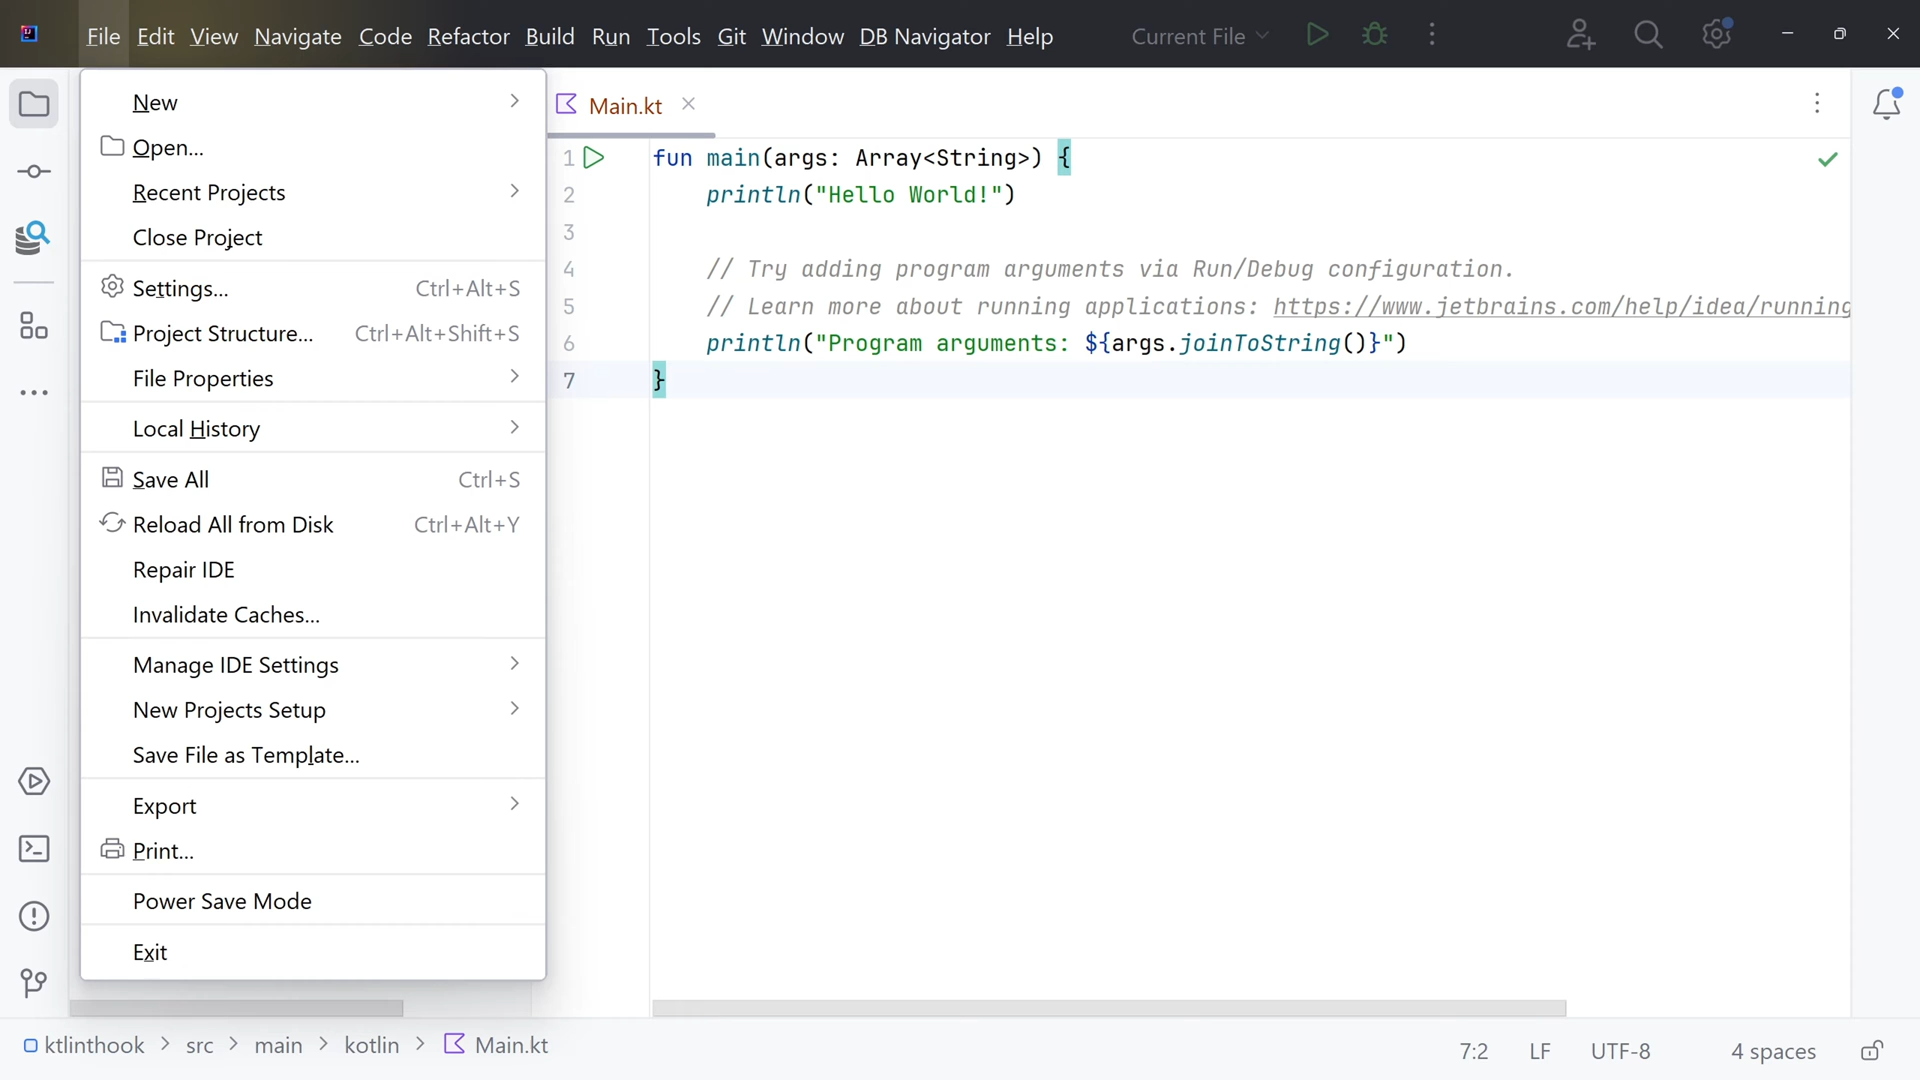 File Edit View Navigate Code Refactor Build Run Tools Git Window DB Navigator Help Current File
New
Open...
Recent Projects
Close Project
Settings... Ctrl+Alt+S
Project Structure... Ctrl+Alt+Shift+S
File Properties
Local History
Save All Ctrl+S
Reload All from Disk Ctrl+Alt+Y
Repair IDE
Invalidate Caches...
Manage IDE Settings
New Projects Setup
Save File as Template...
Export
Print...
Power Save Mode
Exit
Main.kt
1 fun main(args: Array<String>) {
2 println("Hello World!")
3
4 // Try adding program arguments via Run/Debug configuration.
5 // Learn more about running applications: https://www.jetbrains.com/help/idea/running
6 println("Program arguments: ${args.joinToString()}")
7 }
ktlinthook > src > main > kotlin > Main.kt
7:2 LF UTF-8 4 spaces